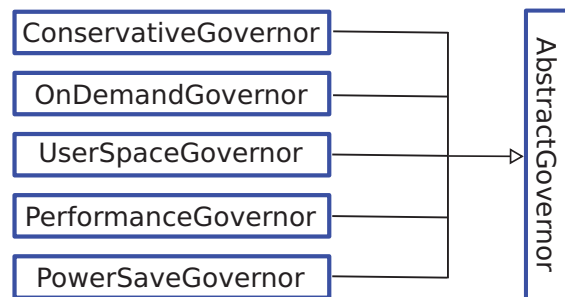 ConservativeGovernor
OnDemandGovernor
UserSpaceGovernor
PerformanceGovernor
PowerSaveGovernor
AbstractGovernor